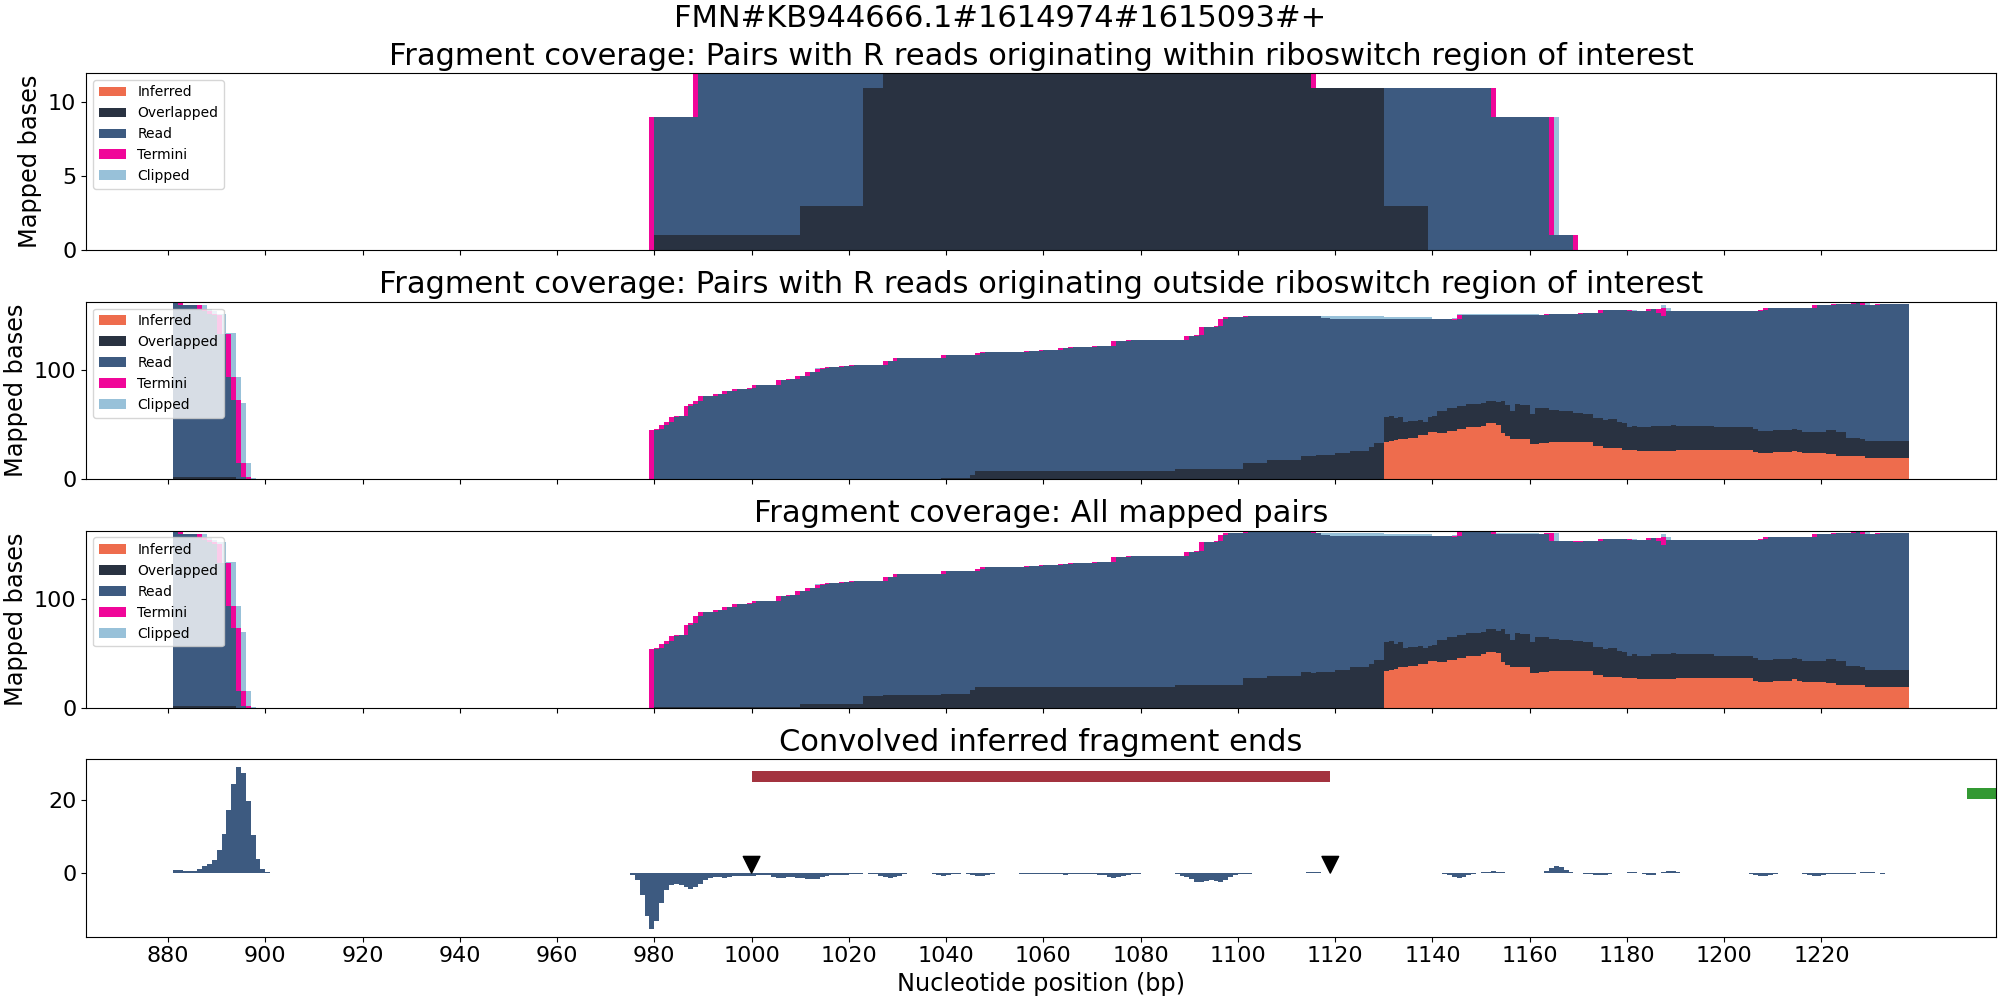 FMN#KB944666.1#1614974#1615093#+
Fragment coverage: Pairs with R reads originating within riboswitch region of interest
Mapped bases
10
5
0
Inferred
Overlapped
Read
Termini
Clipped
Fragment coverage: Pairs with R reads originating outside riboswitch region of interest
Mapped bases
100
0
Inferred
Overlapped
Read
Termini
Clipped
Fragment coverage: All mapped pairs
Mapped bases
100
0
Inferred
Overlapped
Read
Termini
Clipped
Convolved inferred fragment ends
20
0
880 900 920 940 960 980 1000 1020 1040 1060 1080 1100 1120 1140 1160 1180 1200 1220
Nucleotide position (bp)